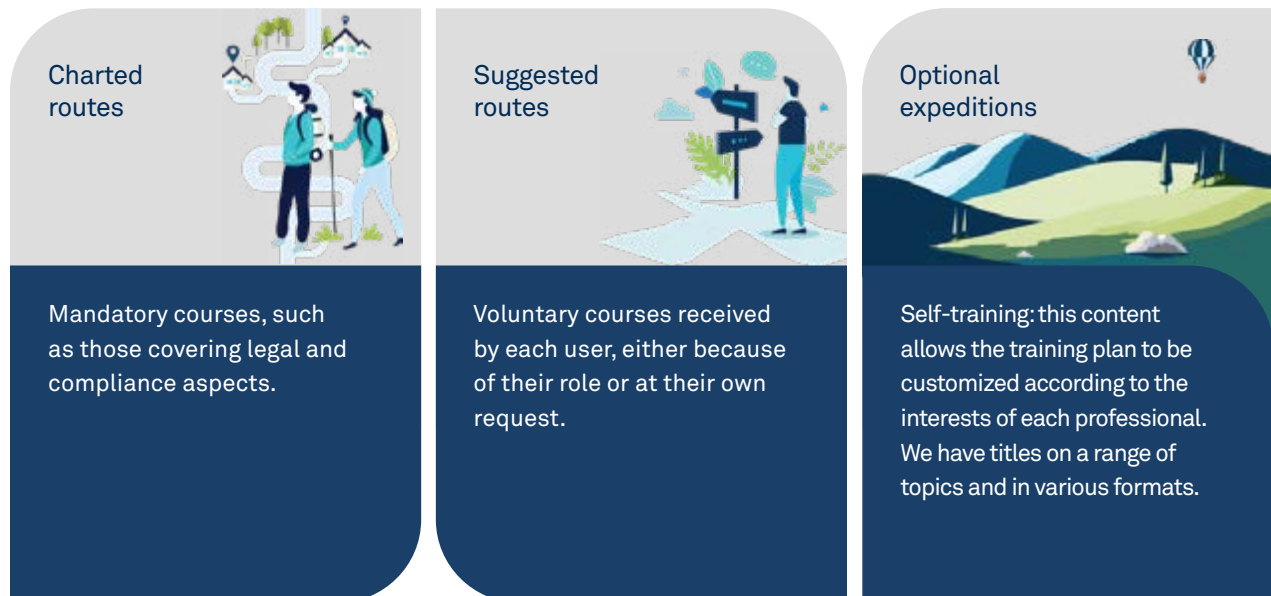 Charted
routes
Mandatory courses, such
as those covering legal and
compliance aspects.
Suggested
routes
Voluntary courses received
by each user, either because
of their role or at their own
request.
Optional
expeditions
Self-training: this content
allows the training plan to be
customized according to the
interests of each professional.
We have titles on a range of
topics and in various formats.